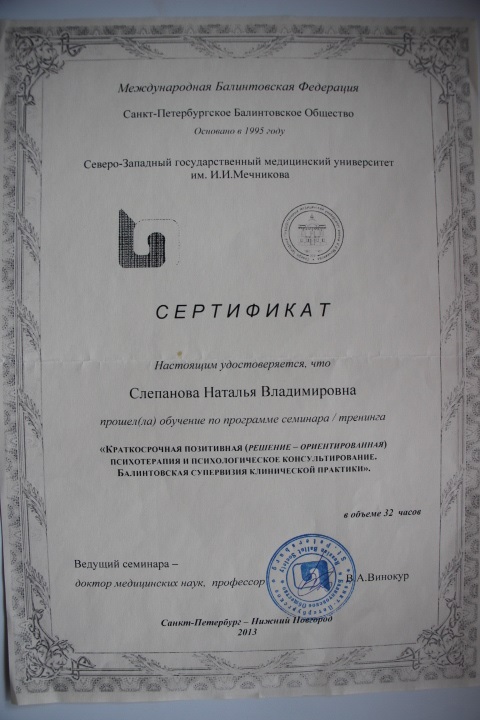 Международная Балинтовская Федерация
Санкт-Петербургское Балинтовское Общество
Основано в 1995 году
Северо-Западный государственный медицинский университет
им. И.И.Мечникова
СЕРТИФИКАТ
Настоящим удостоверяется, что
Слепанова Наталья Владимировна
прошел(ла) обучение по программе семинара / тренинга
«КРАТКОСРОЧНАЯ ПОЗИТИВНАЯ (РЕШЕНИЕ – ОРИЕНТИРОВАННАЯ)
ПСИХОТЕРАПИЯ И ПСИХОЛОГИЧЕСКОЕ КОНСУЛЬТИРОВАНИЕ.
БАЛИНТОВСКАЯ СУПЕРВИЗИЯ КЛИНИЧЕСКОЙ ПРАКТИКИ».
в объеме 32 часов
Ведущий семинара –
доктор медицинских наук, профессор В.А.Винокур
Санкт-Петербург – Нижний Новгород
2013